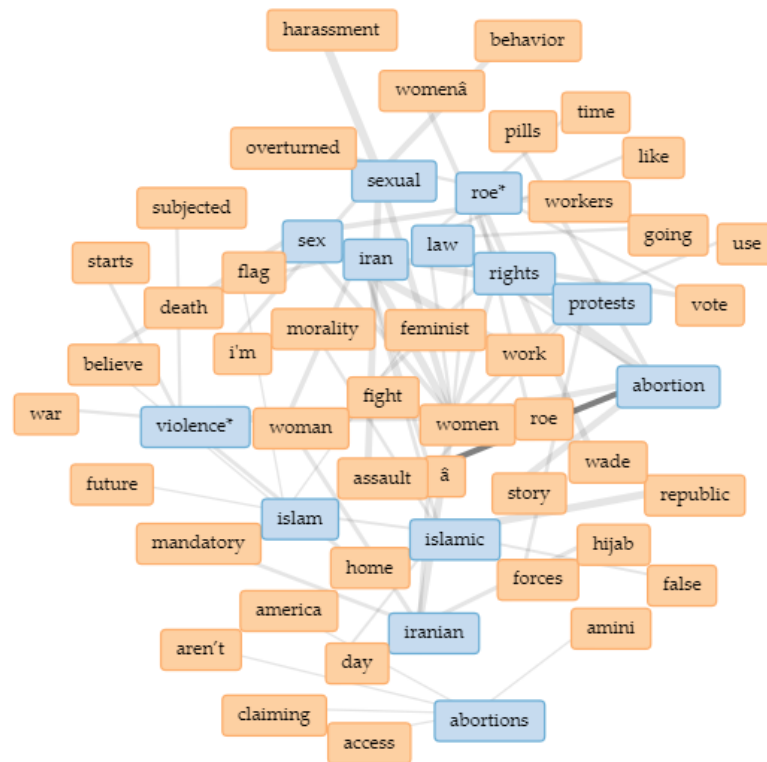 harassment
behavior
womenâ
time
pills
overturned
like
sexual
roe*
workers
subjected
going
sex
law
use
iran
starts
flag
rights
death
protests
vote
morality
feminist
i'm
work
believe
abortion
fight
war
violence*
woman
women
roe
wade
assault
â
future
story
republic
islam
islamic
mandatory
hijab
home
forces
false
america
amini
iranian
aren’t
day
claiming
abortions
access